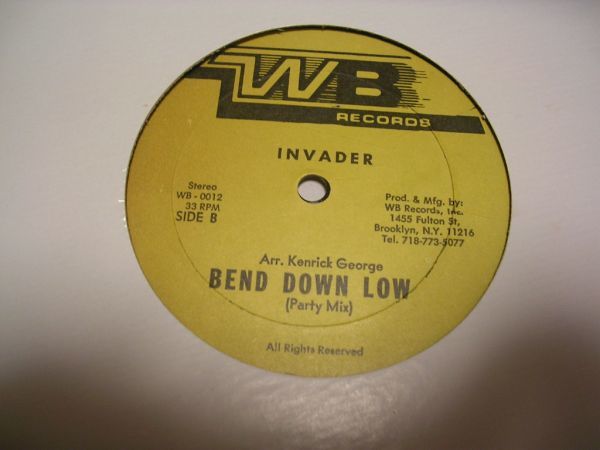 WB
RECORDS
INVADER
Stereo
WB - 0012
33 RPM
SIDE B
Prod. & Mfg. by:
WB Records, Inc.
1455 Fulton St,
Brooklyn, N.Y. 11216
Tel. 718-773-5077
Arr. Kenrick George
BEND DOWN LOW
(Party Mix)
All Rights Reserved